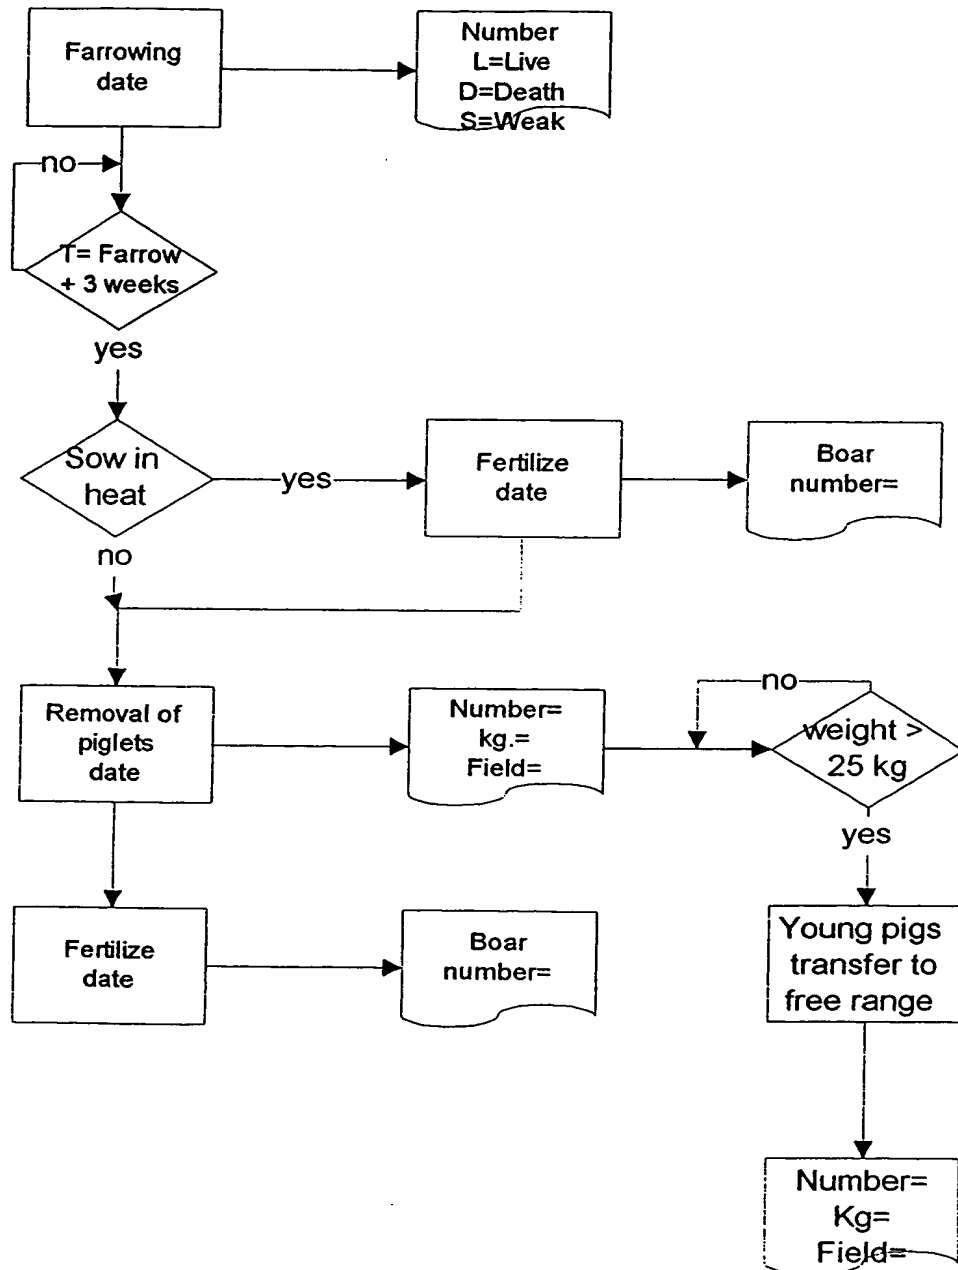 Farrowing
date
Number
L=Live
D=Death
S=Weak
no
T= Farrow
+ 3 weeks
yes
Sow in
heat
yes
Fertilize
date
Boar
number=
no
Removal of
piglets
date
Number=
kg.=
Field=
no
weight >
25 kg
yes
Fertilize
date
Boar
number=
Young pigs
transfer to
free range
Number=
Kg=
Field=